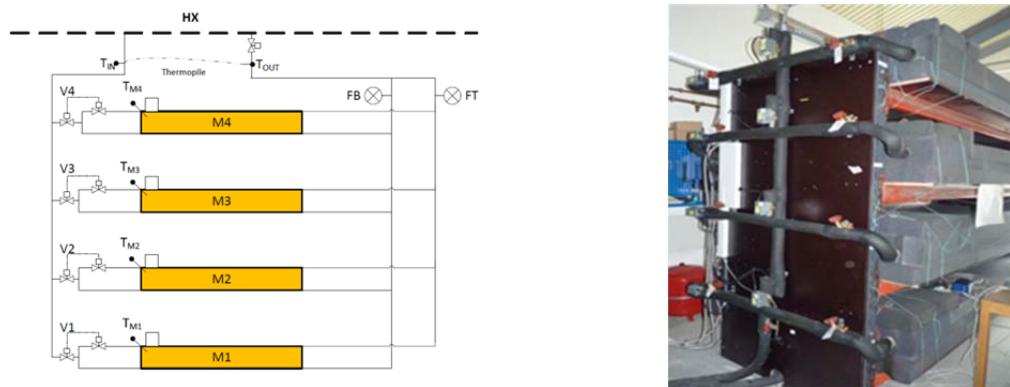 HX
T_IN
Thermopile
T_OUT
V4
T_M4
M4
FB
FT
V3
T_M3
M3
V2
T_M2
M2
V1
T_M1
M1